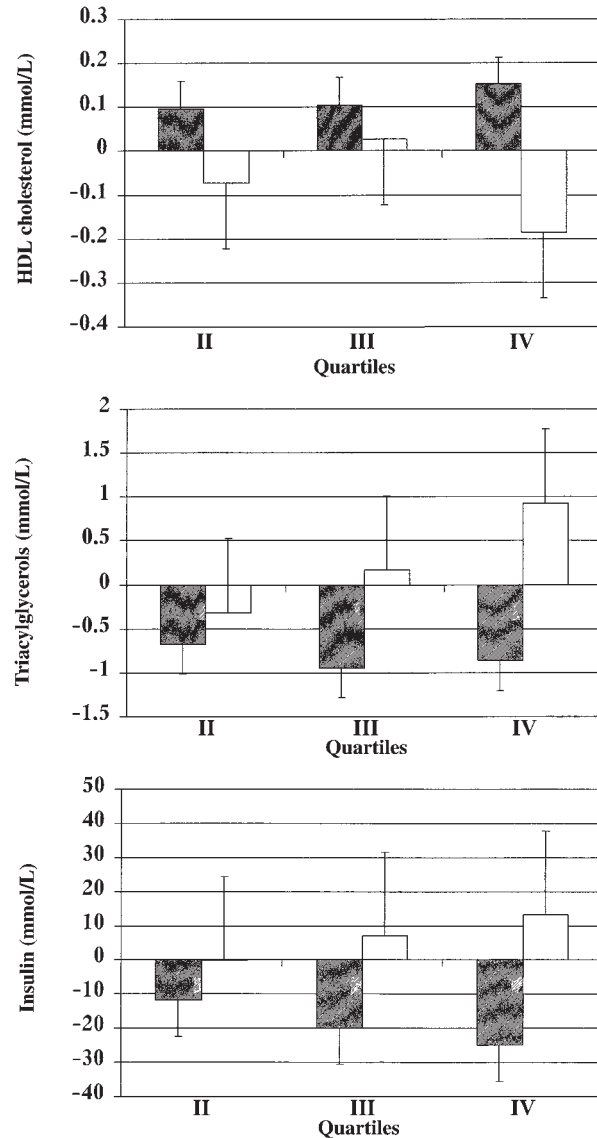 HDL cholesterol (mmol/L)
0.3
0.2
0.1
0
-0.1
-0.2
-0.3
-0.4
II III IV
Quartiles
Triacylglycerols (mmol/L)
2
1.5
1
0.5
0
-0.5
-1
-1.5
II III IV
Quartiles
Insulin (mmol/L)
50
40
30
20
10
0
-10
-20
-30
-40
II III IV
Quartiles